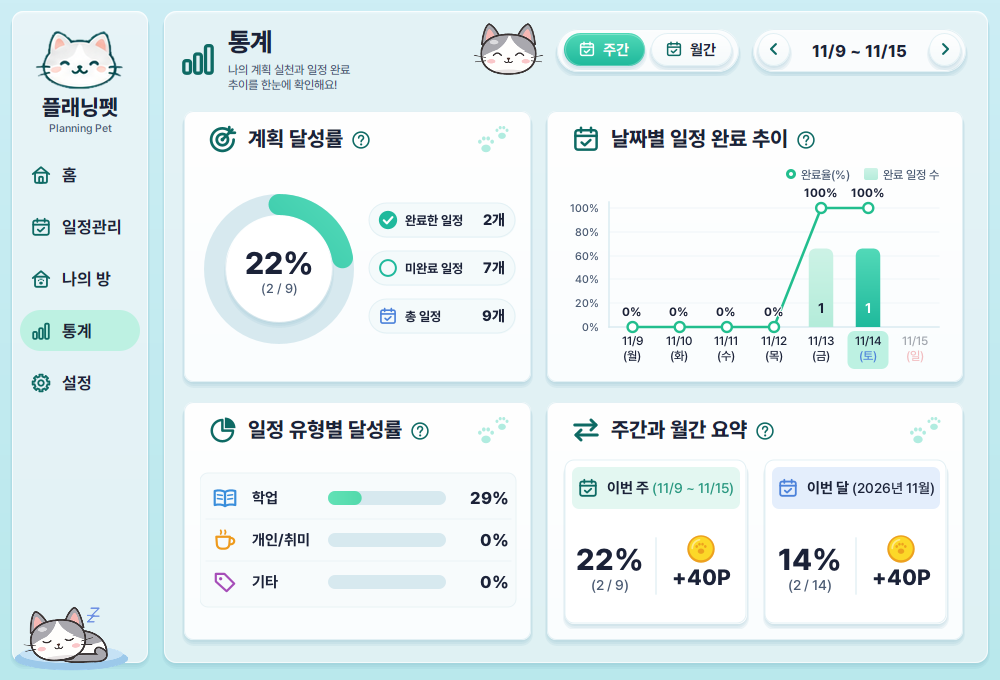 플래닝펫
Planning Pet
홈
일정관리
나의 방
통계
설정
Z
통계
나의 계획 실천과 일정 완료
추이를 한눈에 확인해요!
주간
월간
11/9 ~ 11/15
계획 달성률 ?
22%
(2 / 9)
완료한 일정 2개
미완료 일정 7개
총 일정 9개
날짜별 일정 완료 추이 ?
완료율(%) 완료 일정 수
100%
80%
60%
40%
20%
0%
0% 0% 0% 0% 100% 100%
1 1
11/9 11/10 11/11 11/12 11/13 11/14 11/15
(월) (화) (수) (목) (금) (토) (일)
일정 유형별 달성률 ?
학업 29%
개인/취미 0%
기타 0%
주간과 월간 요약 ?
이번 주 (11/9 ~ 11/15)
22%
(2 / 9)
+40P
이번 달 (2026년 11월)
14%
(2 / 14)
+40P